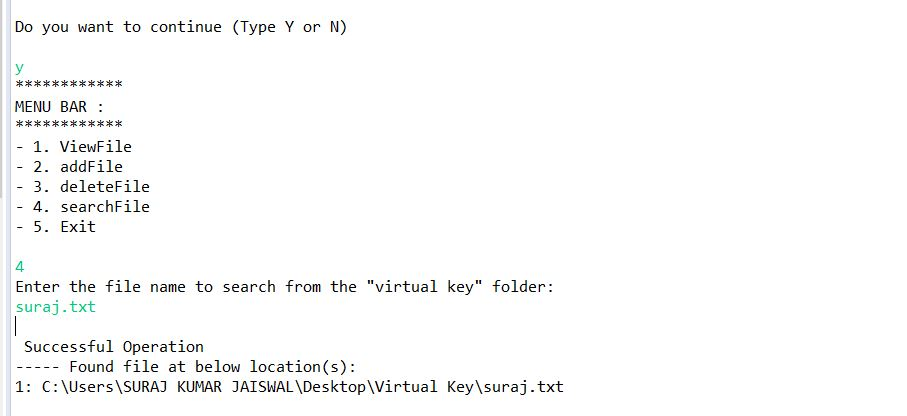 Do you want to continue (Type Y or N)
y
************
MENU BAR :
************
- 1. ViewFile
- 2. addFile
- 3. deleteFile
- 4. searchFile
- 5. Exit
4
Enter the file name to search from the "virtual key" folder:
suraj.txt
Successful Operation
----- Found file at below location(s):
1: C:\Users\SURAJ KUMAR JAISWAL\Desktop\Virtual Key\suraj.txt